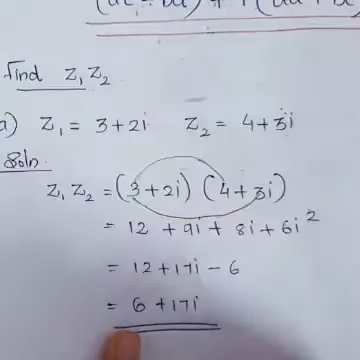 find Z₁Z₂
a) Z₁ = 3+2i Z₂ = 4+3i
Soln.
Z₁Z₂ = (3+2i) (4+3i)
= 12 + 9i + 8i + 6i²
= 12+17i - 6
= 6+17i